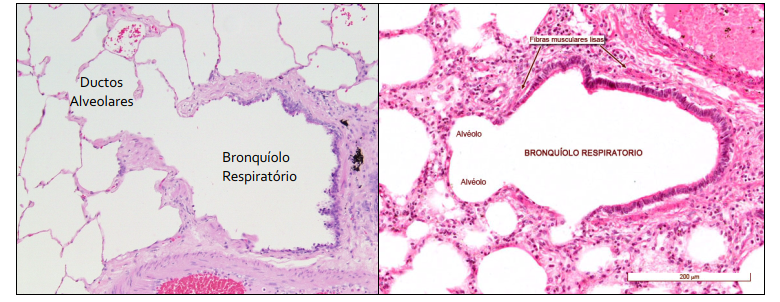 Ductos
Alveolares
Bronquíolo
Respiratório
Fibras musculares lisas
Alvéolo
BRONQUÍOLO RESPIRATORIO
Alvéolo
200 µm